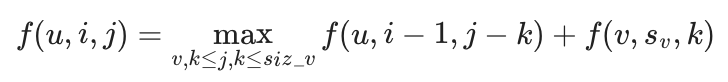 f(u, i, j) = max_{v,k≤j,k≤siz_v} f(u, i − 1, j − k) + f(v, s_v, k)